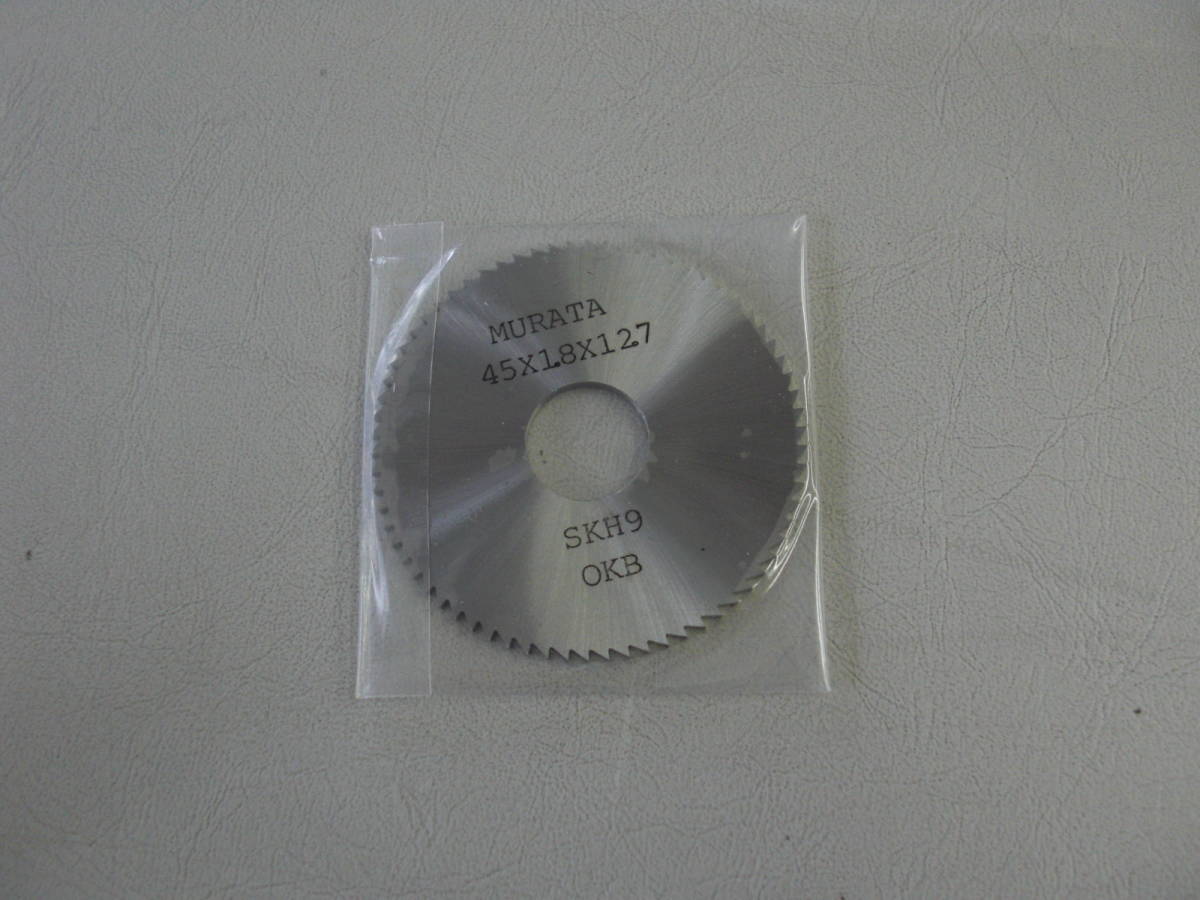 MURATA
45X1.8X12.7
SKH9
OKB